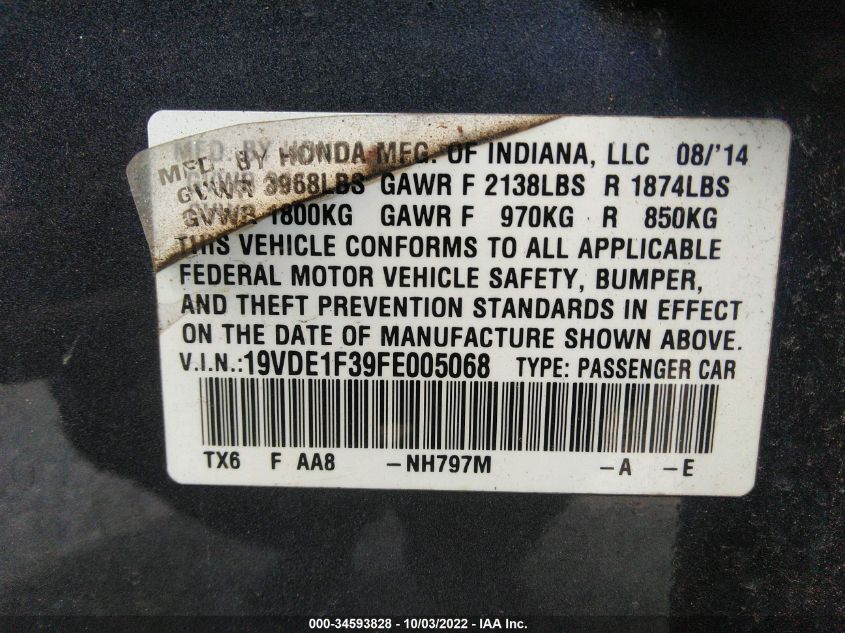 MFD. BY HONDA MFG. OF INDIANA, LLC 08/'14
GVWR 3968LBS GAWR F 2138LBS R 1874LBS
GVWR 1800KG GAWR F 970KG R 850KG
THIS VEHICLE CONFORMS TO ALL APPLICABLE
FEDERAL MOTOR VEHICLE SAFETY, BUMPER,
AND THEFT PREVENTION STANDARDS IN EFFECT
ON THE DATE OF MANUFACTURE SHOWN ABOVE.
V.I.N.:19VDE1F39FE005068 TYPE: PASSENGER CAR
TX6 F AA8 -NH797M -A -E
000-34593828 - 10/03/2022 - IAA Inc.